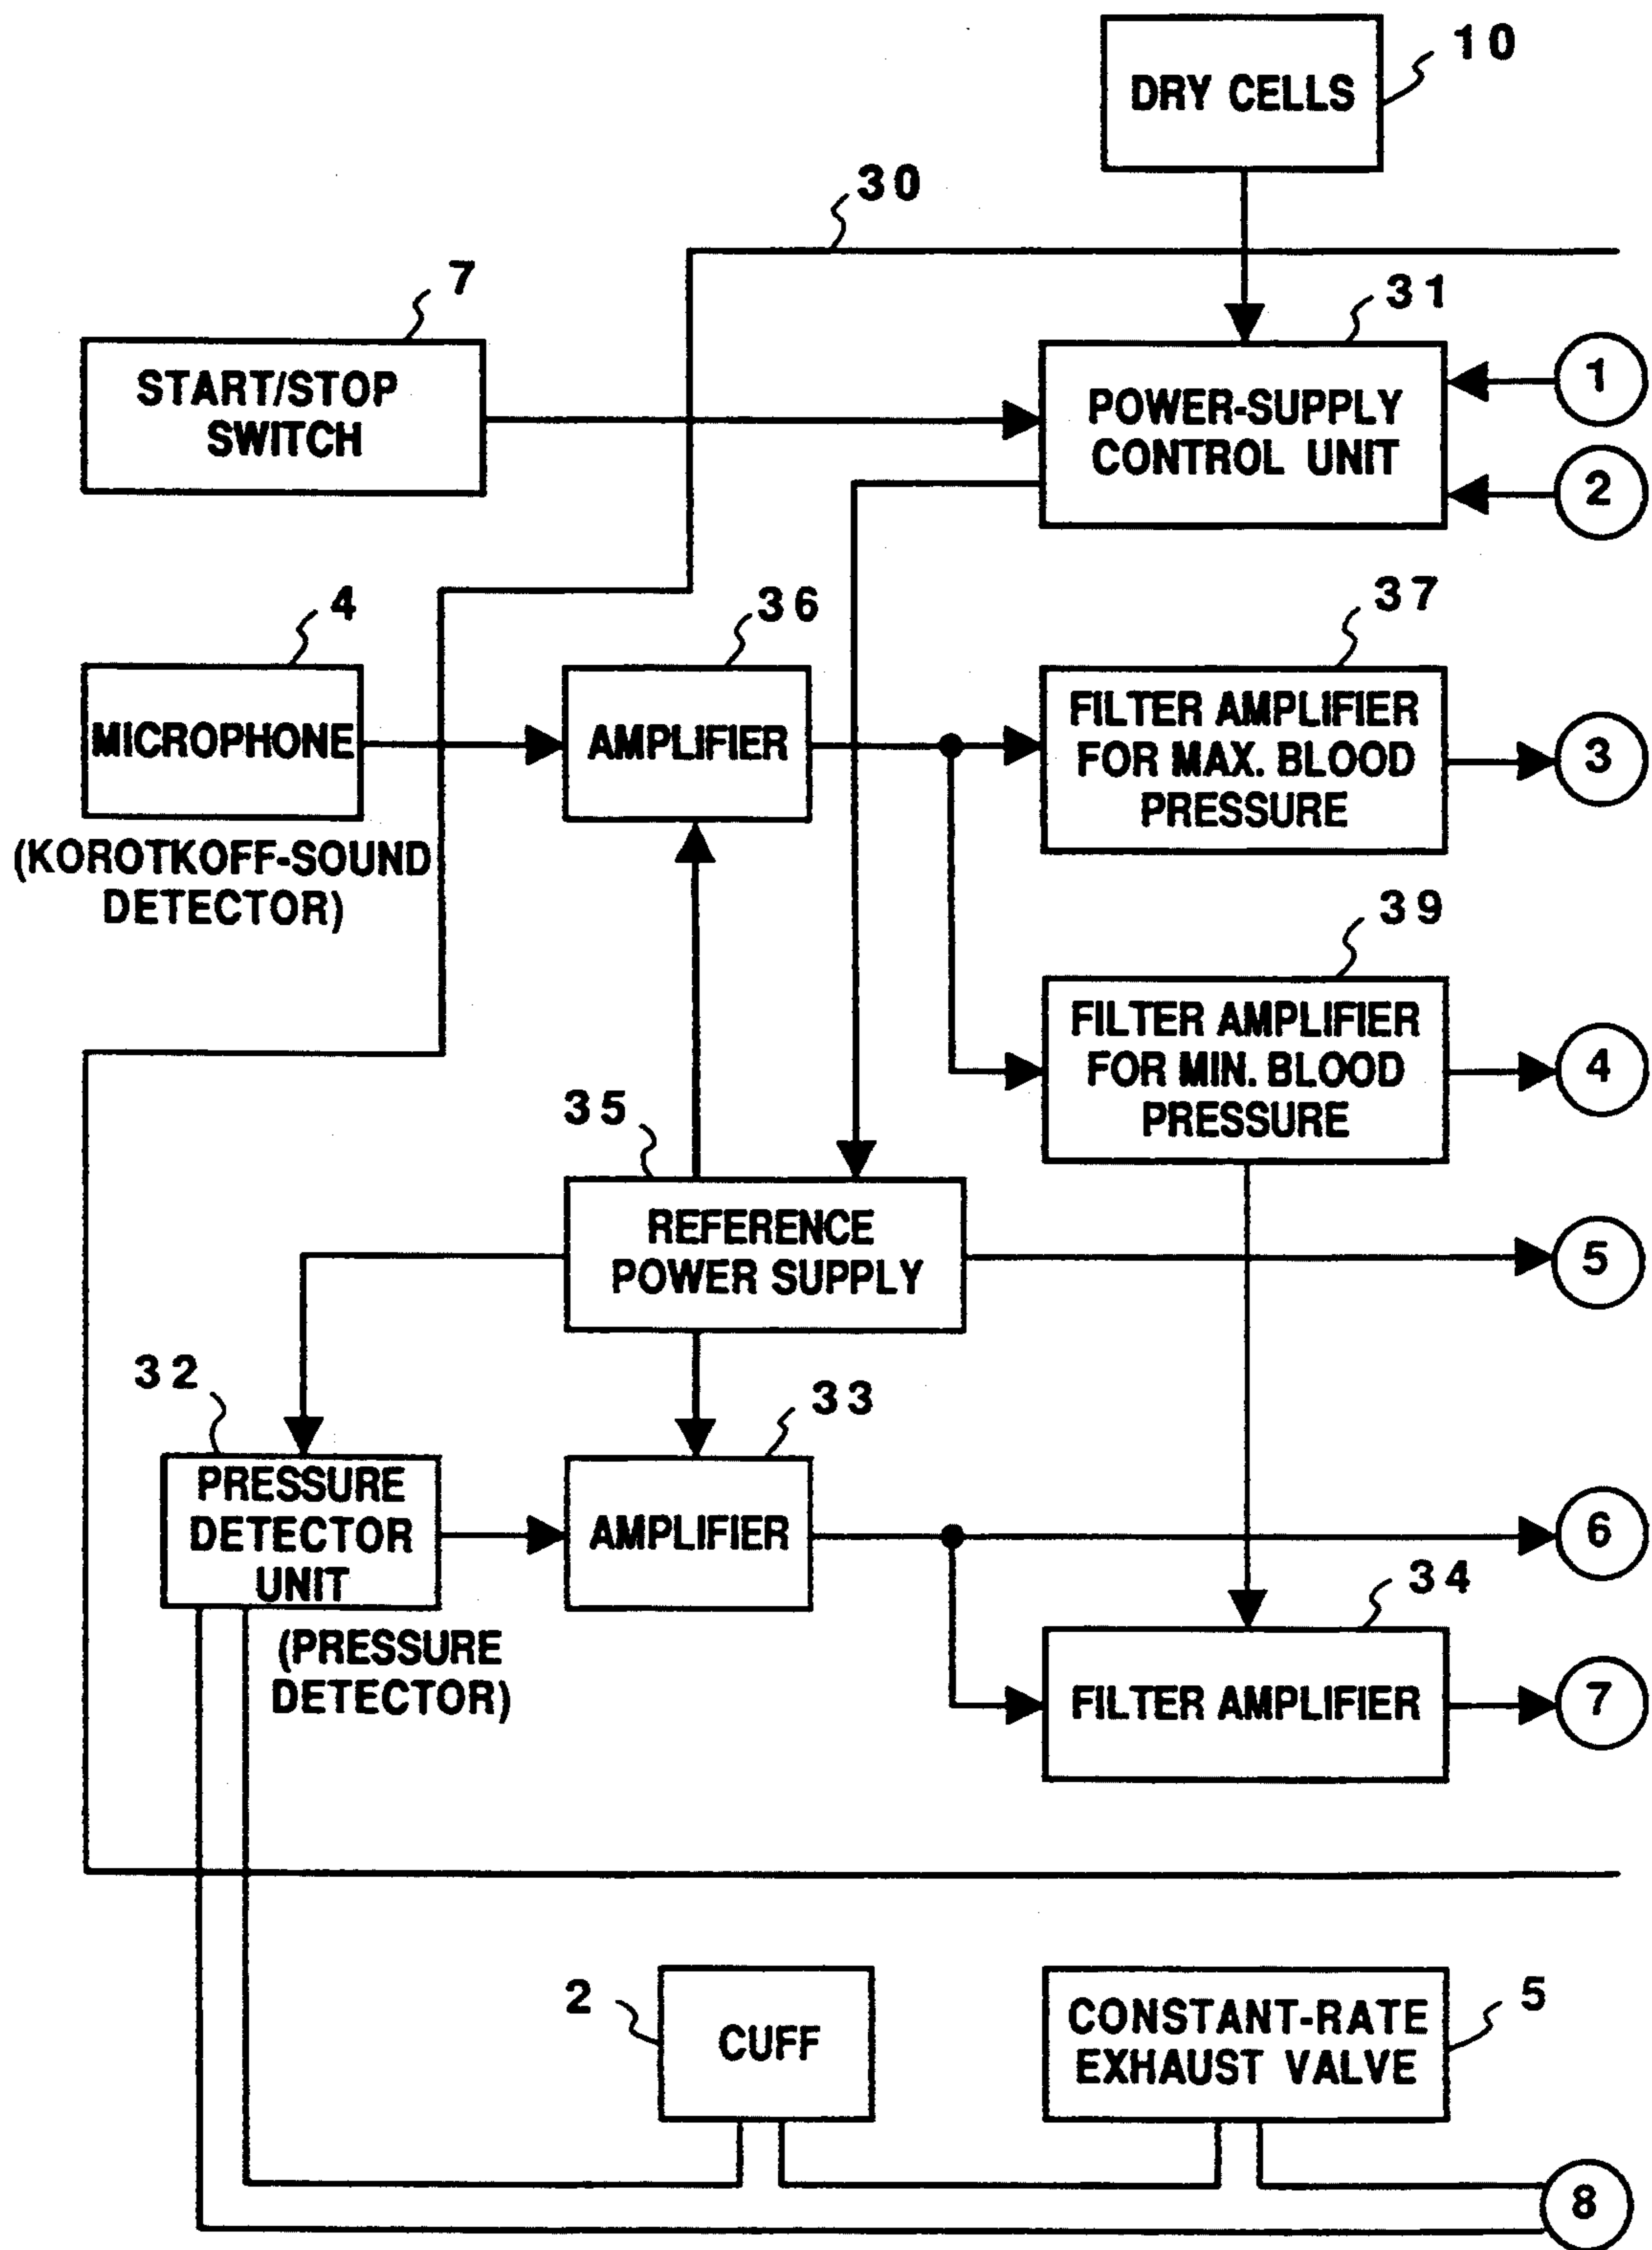 DRY CELLS
10
30
7
31
START/STOP
SWITCH
POWER-SUPPLY
CONTROL UNIT
1
2
4
36
37
MICROPHONE
(KOROTKOFF-SOUND
DETECTOR)
AMPLIFIER
FILTER AMPLIFIER
FOR MAX. BLOOD
PRESSURE
3
39
FILTER AMPLIFIER
FOR MIN. BLOOD
PRESSURE
4
35
REFERENCE
POWER SUPPLY
5
32
33
PRESSURE
DETECTOR
UNIT
(PRESSURE
DETECTOR)
AMPLIFIER
6
34
FILTER AMPLIFIER
7
2
CUFF
CONSTANT-RATE
EXHAUST VALVE
5
8